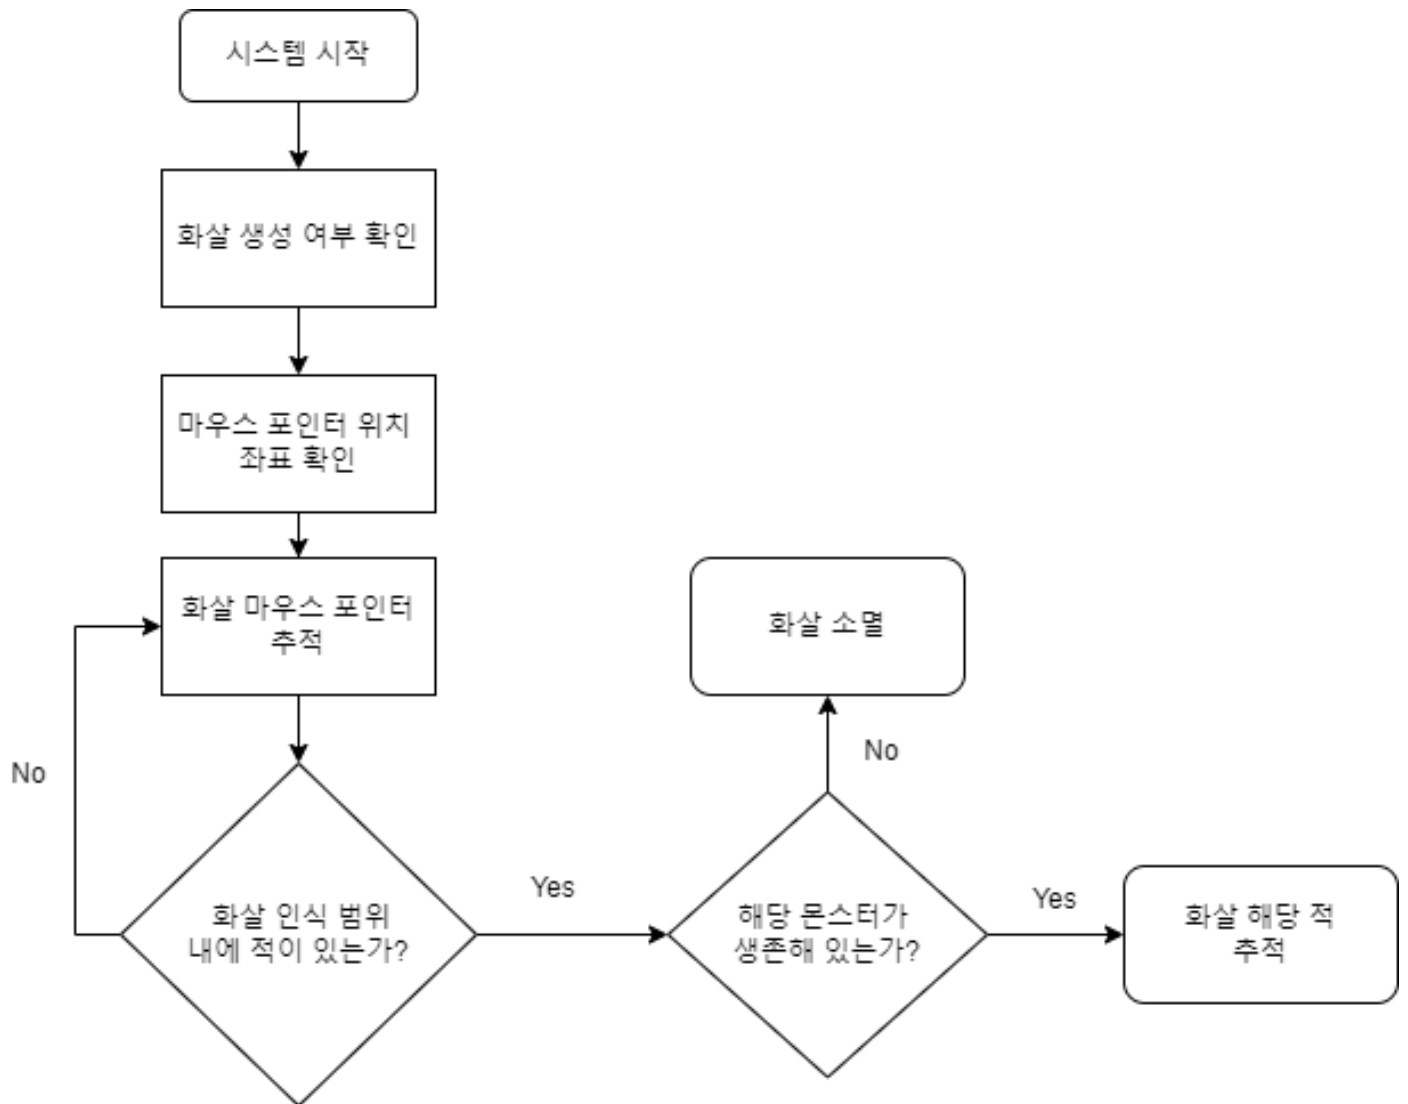 시스템 시작
화살 생성 여부 확인
마우스 포인터 위치
좌표 확인
화살 마우스 포인터
추적
No
화살 인식 범위
내에 적이 있는가?
Yes
화살 소멸
No
해당 몬스터가
생존해 있는가?
Yes
화살 해당 적
추적